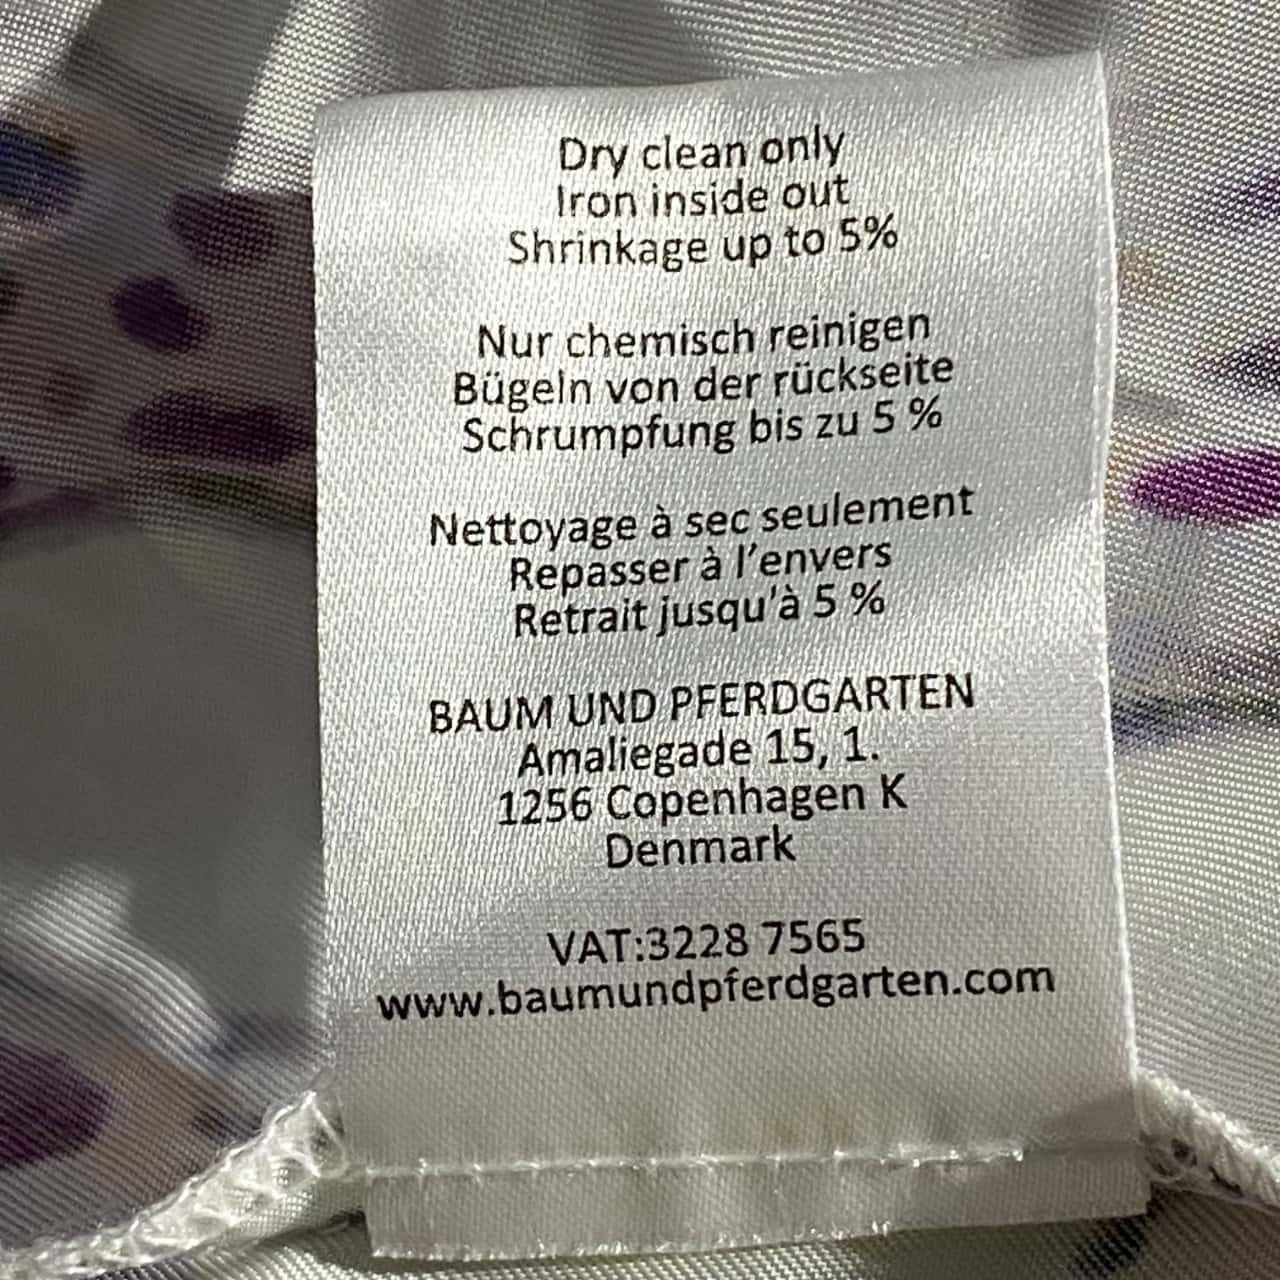 Dry clean only
Iron inside out
Shrinkage up to 5%
Nur chemisch reinigen
Bügeln von der rückseite
Schrumpfung bis zu 5 %
Nettoyage à sec seulement
Repasser à l'envers
Retrait jusqu'à 5 %
BAUM UND PFERDGARTEN
Amaliegade 15, 1.
1256 Copenhagen K
Denmark
VAT:3228 7565
www.baumundpferdgarten.com